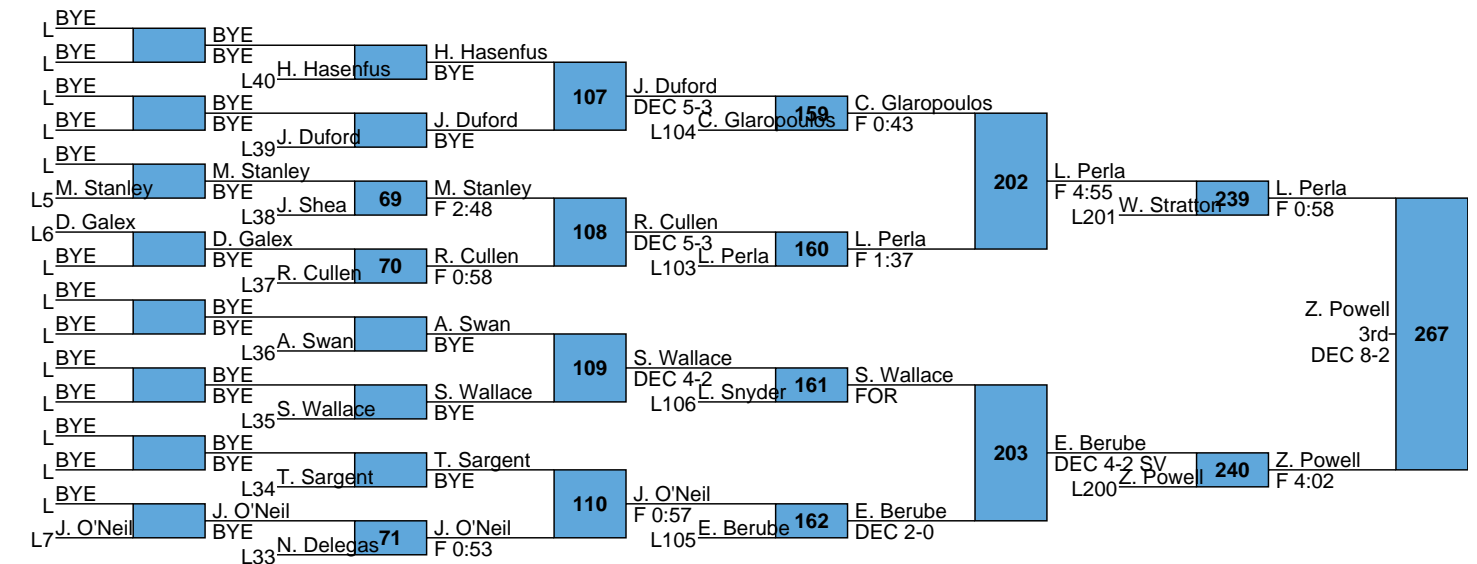 BYE
L
BYE
L
BYE
BYE
L40
H. Hasenfus
H. Hasenfus
BYE
BYE
L
BYE
L
BYE
BYE
L39
J. Duford
J. Duford
BYE
107
J. Duford
DEC 5-3
L104
C. Glaropoulos
159
C. Glaropoulos
F 0:43
BYE
L
L5
M. Stanley
M. Stanley
BYE
L38
J. Shea
69
M. Stanley
F 2:48
L6
D. Galex
BYE
L
D. Galex
BYE
L37
R. Cullen
70
R. Cullen
F 0:58
108
R. Cullen
DEC 5-3
L103
L. Perla
160
L. Perla
F 1:37
202
L. Perla
F 4:55
L201
W. Stratton
239
L. Perla
F 0:58
BYE
L
BYE
L
BYE
BYE
L36
A. Swan
A. Swan
BYE
BYE
L
BYE
L
BYE
BYE
L35
S. Wallace
S. Wallace
BYE
109
S. Wallace
DEC 4-2
L106
L. Snyder
161
S. Wallace
FOR
BYE
L
BYE
L
BYE
BYE
L34
T. Sargent
T. Sargent
BYE
BYE
L
L7
J. O'Neil
J. O'Neil
BYE
L33
N. Delegas
71
J. O'Neil
F 0:53
110
J. O'Neil
F 0:57
L105
E. Berube
162
E. Berube
DEC 2-0
203
E. Berube
DEC 4-2 SV
L200
Z. Powell
240
Z. Powell
F 4:02
267
Z. Powell
3rd
DEC 8-2